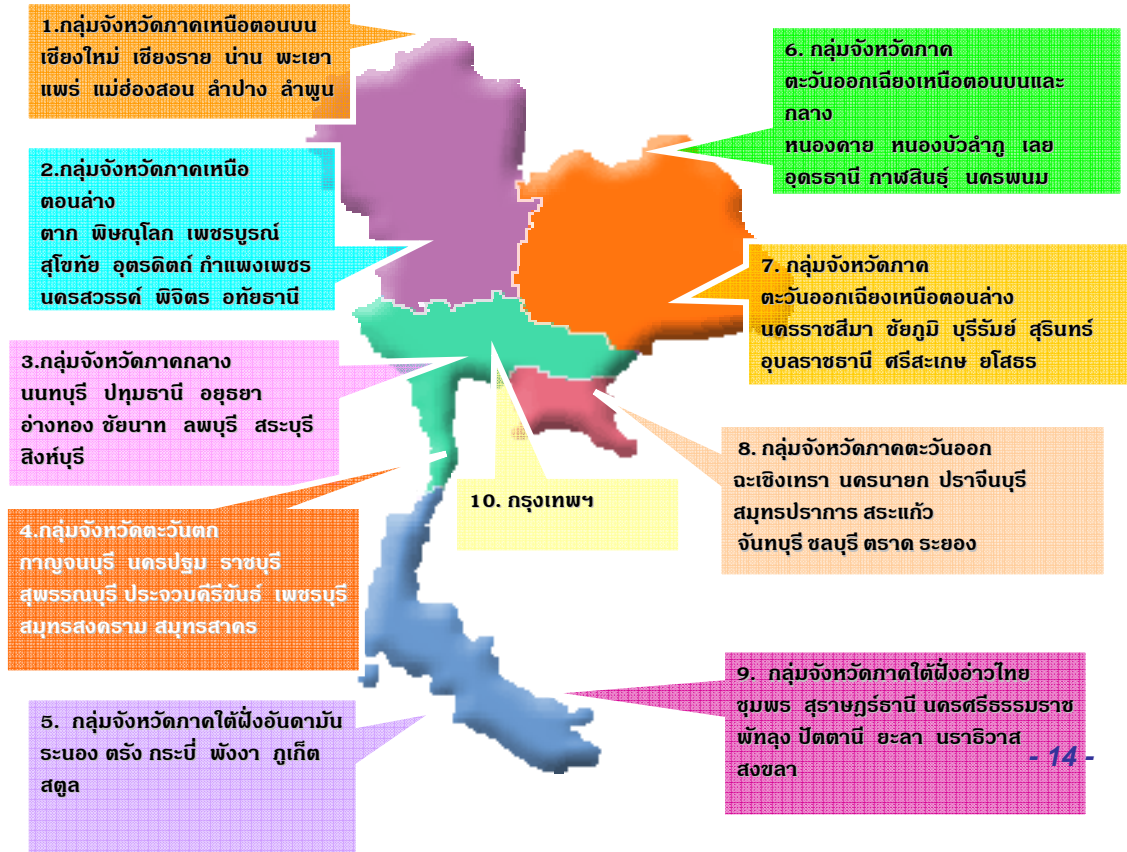 1.กลุ่มจังหวัดภาคเหนือตอนบน
เชียงใหม่ เชียงราย น่าน พะเยา
แพร่ แม่ฮ่องสอน ลำปาง ลำพูน
2.กลุ่มจังหวัดภาคเหนือ
ตอนล่าง
ตาก พิษณุโลก เพชรบูรณ์
สุโขทัย อุตรดิตถ์ กำแพงเพชร
นครสวรรค์ พิจิตร อทัยธานี
3.กลุ่มจังหวัดภาคกลาง
นนทบุรี ปทุมธานี อยุธยา
อ่างทอง ชัยนาท ลพบุรี สระบุรี
สิงห์บุรี
4.กลุ่มจังหวัดตะวันตก
กาญจนบุรี นครปฐม ราชบุรี
สุพรรณบุรี ประจวบคีรีขันธ์ เพชรบุรี
สมุทรสงคราม สมุทรสาคร
5. กลุ่มจังหวัดภาคใต้ฝั่งอันดามัน
ระนอง ตรัง กระบี่ พังงา ภูเก็ต
สตูล
6. กลุ่มจังหวัดภาค
ตะวันออกเฉียงเหนือตอนบนและ
กลาง
หนองคาย หนองบัวลำภู เลย
อุดรธานี กาฬสินธุ์ นครพนม
7. กลุ่มจังหวัดภาค
ตะวันออกเฉียงเหนือตอนล่าง
นครราชสีมา ชัยภูมิ บุรีรัมย์ สุรินทร์
อุบลราชธานี ศรีสะเกษ ยโสธร
8. กลุ่มจังหวัดภาคตะวันออก
ฉะเชิงเทรา นครนายก ปราจีนบุรี
สมุทรปราการ สระแก้ว
จันทบุรี ชลบุรี ตราด ระยอง
9. กลุ่มจังหวัดภาคใต้ฝั่งอ่าวไทย
ชุมพร สุราษฎร์ธานี นครศรีธรรมราช
พัทลุง ปัตตานี ยะลา นราธิวาส
สงขลา
10. กรุงเทพฯ
- 14 -